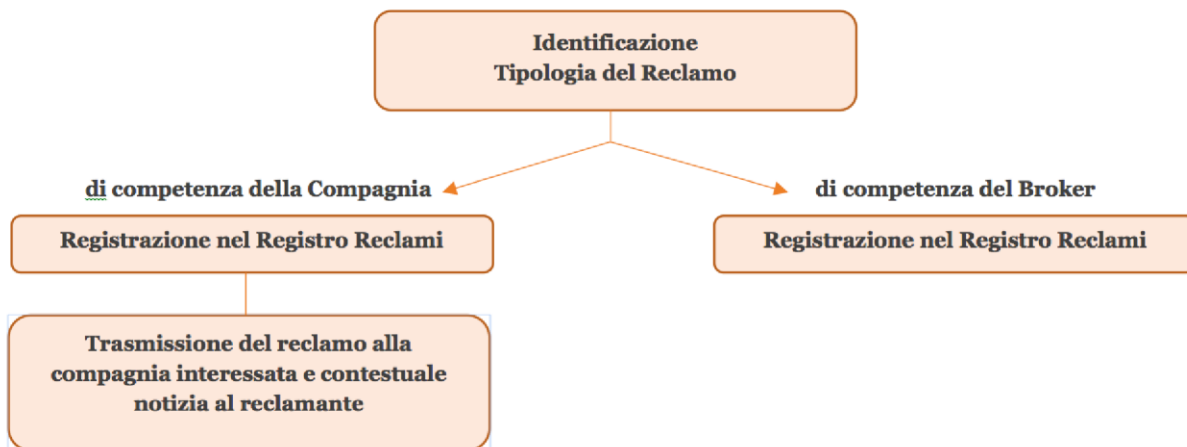 Identificazione
Tipologia del Reclamo
di competenza della Compagnia
di competenza del Broker
Registrazione nel Registro Reclami
Registrazione nel Registro Reclami
Trasmissione del reclamo alla
compagnia interessata e contestuale
notizia al reclamante